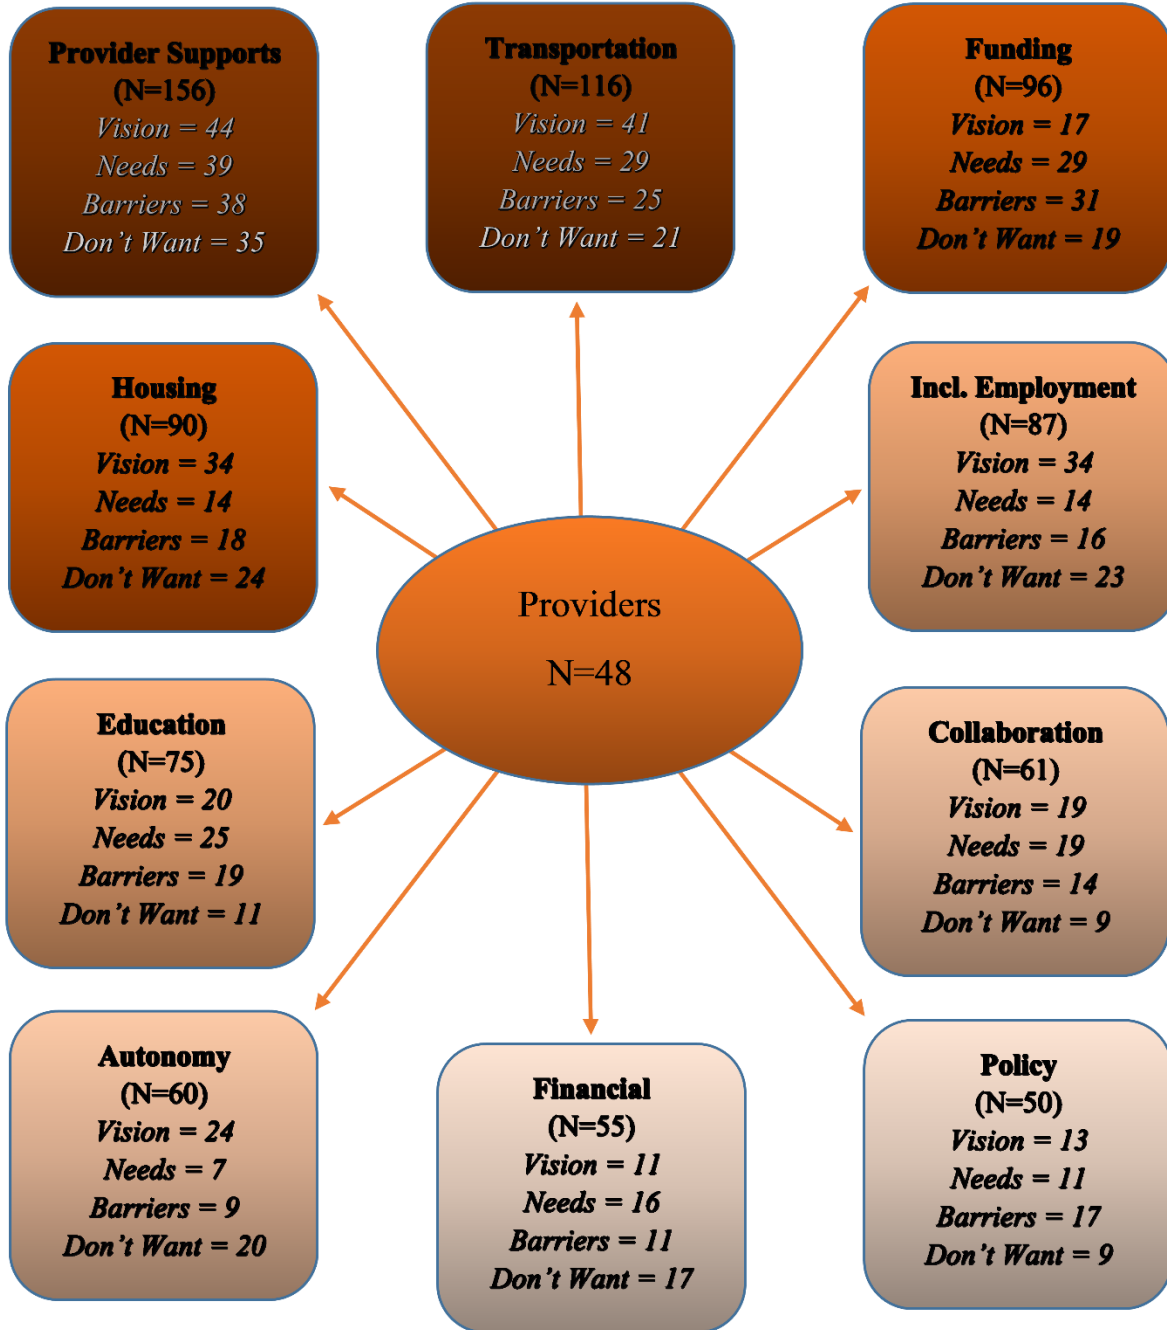 Provider Supports
(N=156)
Vision = 44
Needs = 39
Barriers = 38
Don’t Want = 35
Transportation
(N=116)
Vision = 41
Needs = 29
Barriers = 25
Don’t Want = 21
Funding
(N=96)
Vision = 17
Needs = 29
Barriers = 31
Don’t Want = 19
Housing
(N=90)
Vision = 34
Needs = 14
Barriers = 18
Don’t Want = 24
Incl. Employment
(N=87)
Vision = 34
Needs = 14
Barriers = 16
Don’t Want = 23
Providers
N=48
Education
(N=75)
Vision = 20
Needs = 25
Barriers = 19
Don’t Want = 11
Collaboration
(N=61)
Vision = 19
Needs = 19
Barriers = 14
Don’t Want = 9
Autonomy
(N=60)
Vision = 24
Needs = 7
Barriers = 9
Don’t Want = 20
Financial
(N=55)
Vision = 11
Needs = 16
Barriers = 11
Don’t Want = 17
Policy
(N=50)
Vision = 13
Needs = 11
Barriers = 17
Don’t Want = 9